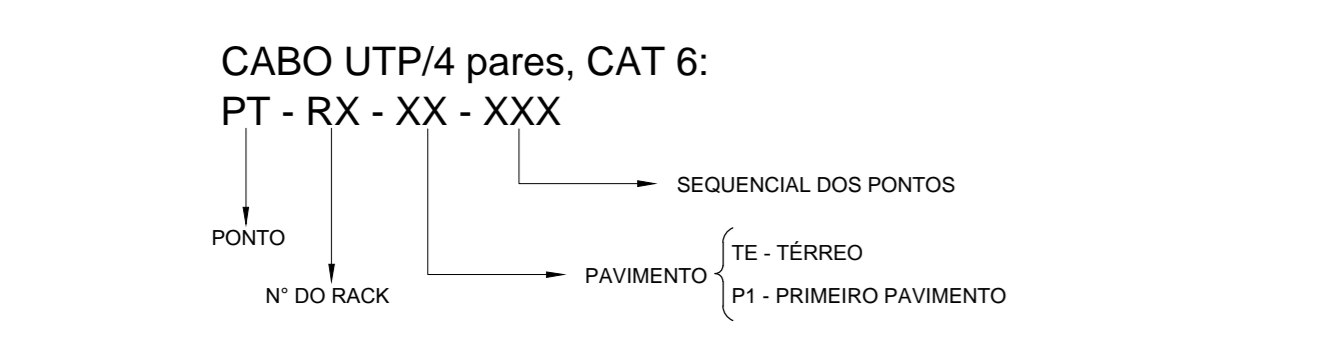 CABO UTP/4 pares, CAT 6:
PT - RX - XX - XXX
SEQUENCIAL DOS PONTOS
PONTO
TE - TÉRREO
PAVIMENTO
P1 - PRIMEIRO PAVIMENTO
N° DO RACK